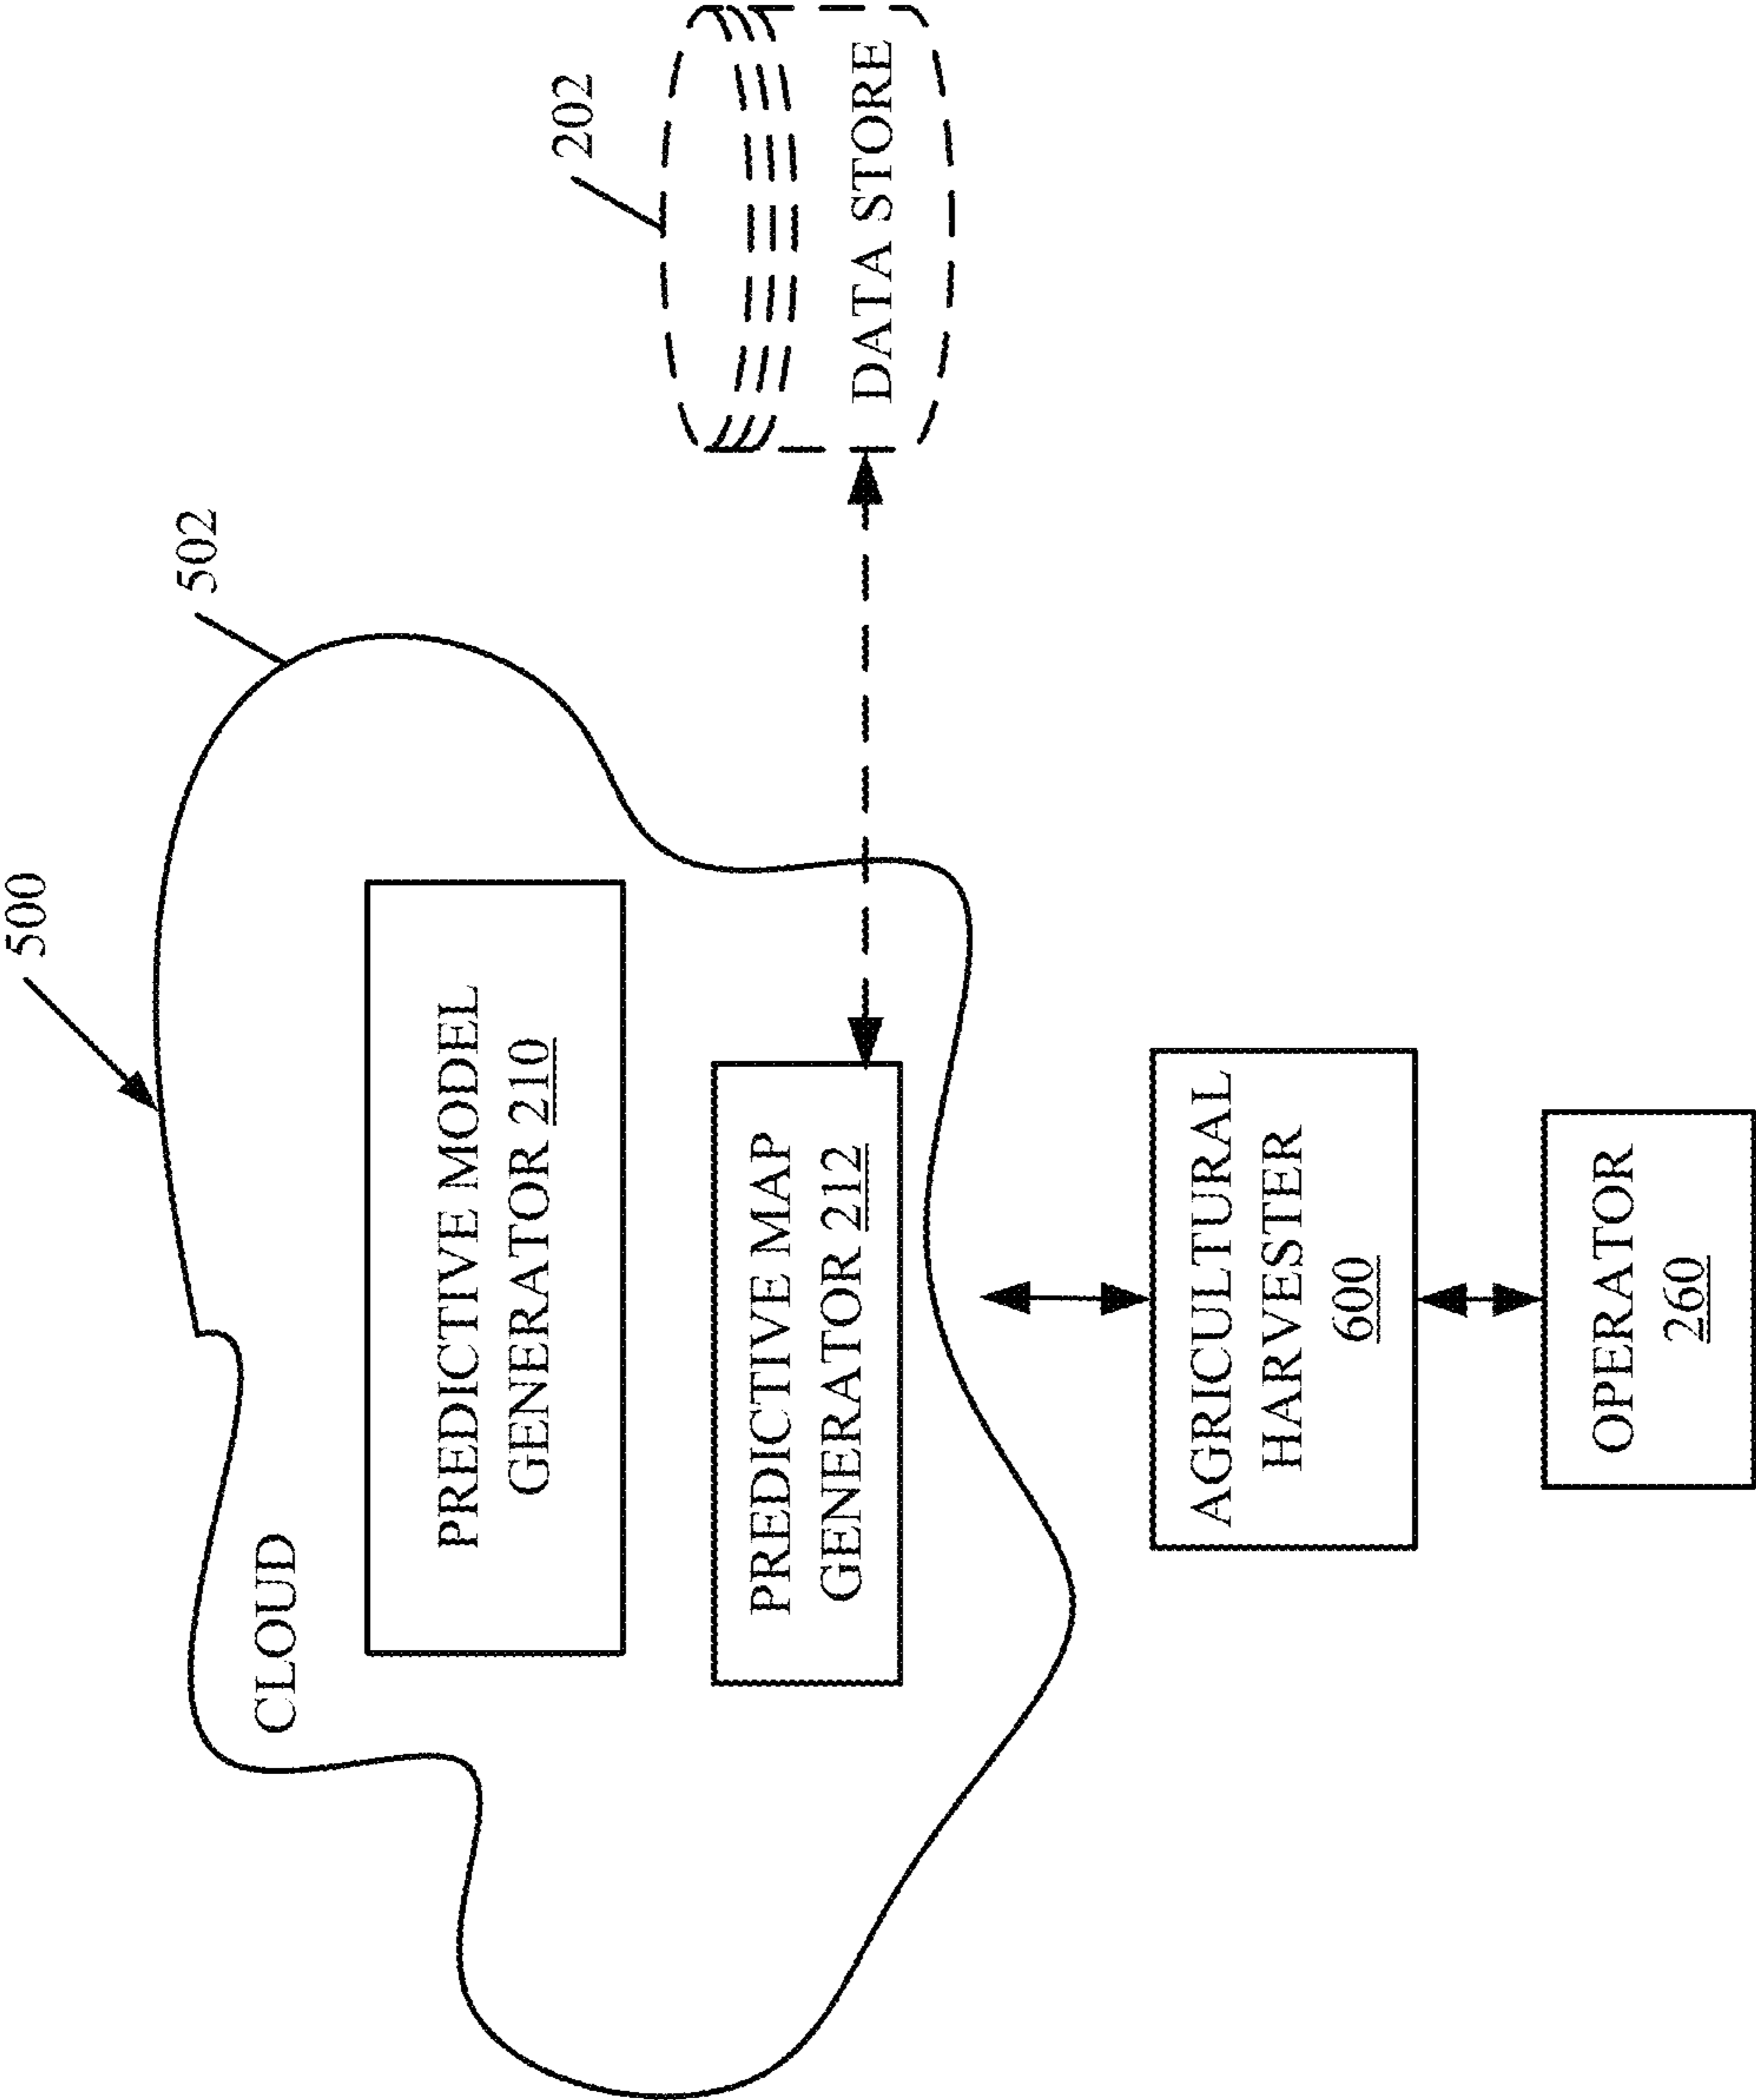 500
502
CLOUD
PREDICTIVE MODEL
GENERATOR 210
202
PREDICTIVE MAP
GENERATOR 212
DATA STORE
AGRICULTURAL
HARVESTER
600
OPERATOR
260